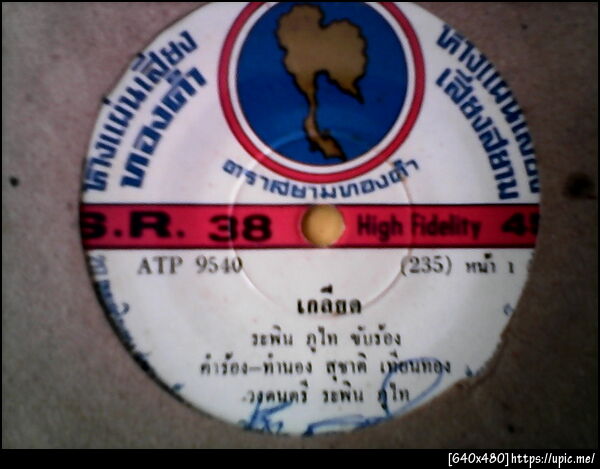 ห้างแผ่นเสียง
ทองคำ
ห้างแผ่นเสียง
เสียงสยาม
ตราสยามทองคำ
S.R. 38
High Fidelity 45
ATP 9540
(235) หน้า 1
เกลียด
ระพิน ภูไท ขับร้อง
คำร้อง-ทำนอง สุชาติ เทียนทอง
วงดนตรี ระพิน ภูไท
[640x480]https://upic.me/